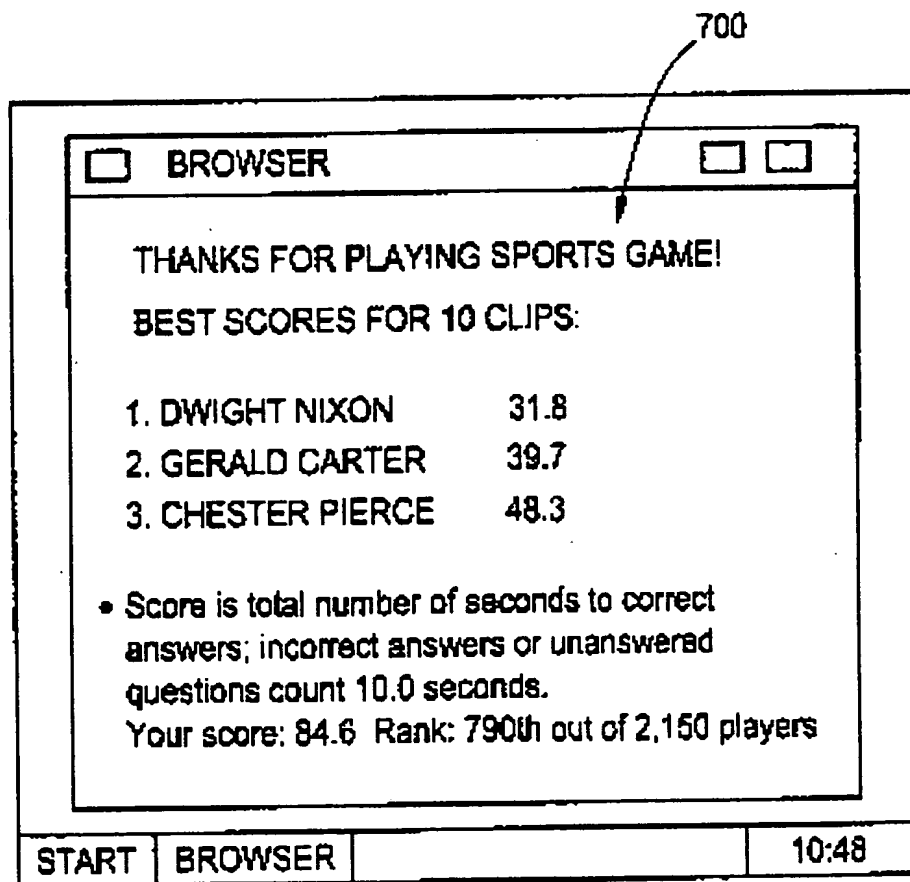 700
BROWSER
THANKS FOR PLAYING SPORTS GAME!
BEST SCORES FOR 10 CLIPS:
1. DWIGHT NIXON 31.8
2. GERALD CARTER 39.7
3. CHESTER PIERCE 48.3
• Score is total number of seconds to correct
answers; incorrect answers or unanswered
questions count 10.0 seconds.
Your score: 84.6 Rank: 790th out of 2,150 players
START BROWSER 10:48